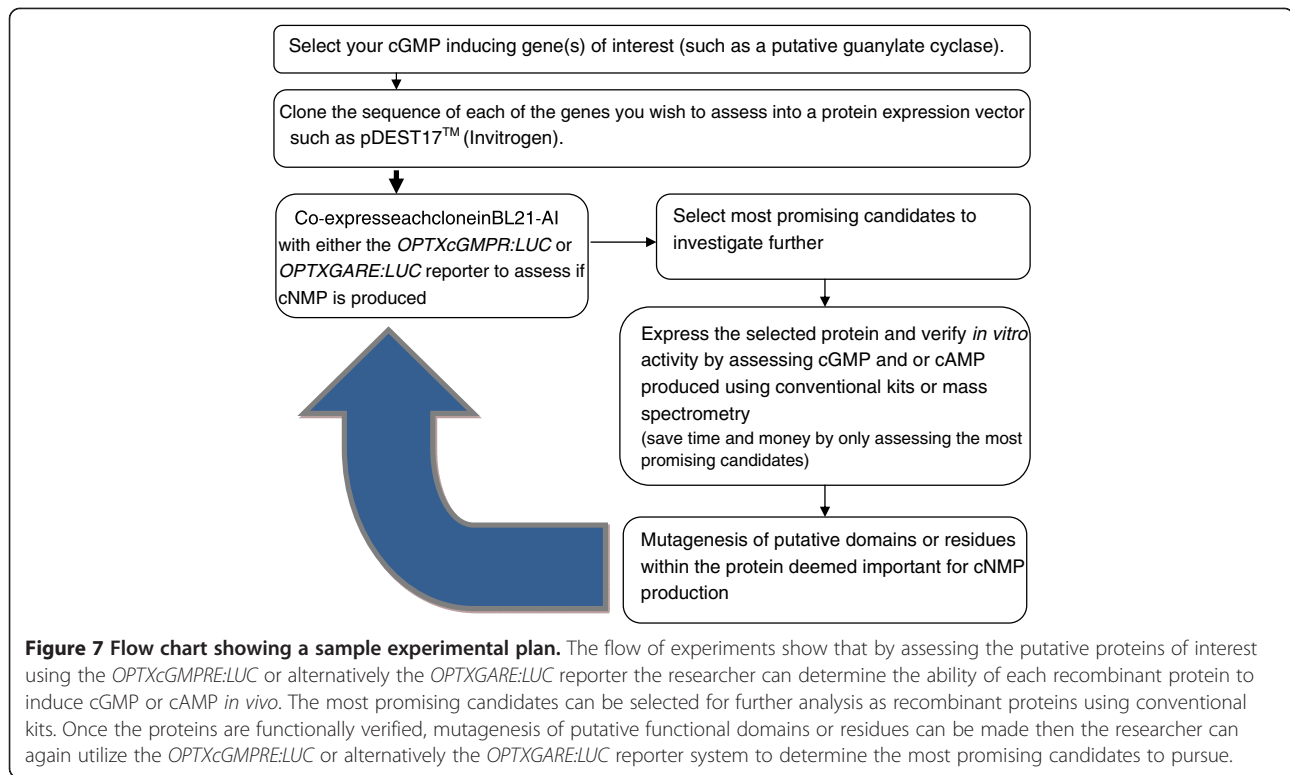 Select your cGMP inducing gene(s) of interest (such as a putative guanylate cyclase).
Clone the sequence of each of the genes you wish to assess into a protein expression vector
such as pDEST17™ (Invitrogen).
Co-expresseachcloneinBL21-AI
with either the OPTXcGMPR:LUC or
OPTXGARE:LUC reporter to assess if
cNMP is produced
Select most promising candidates to
investigate further
Express the selected protein and verify in vitro
activity by assessing cGMP and or cAMP
produced using conventional kits or mass
spectrometry
(save time and money by only assessing the most
promising candidates)
Mutagenesis of putative domains or residues
within the protein deemed important for cNMP
production
Figure 7 Flow chart showing a sample experimental plan. The flow of experiments show that by assessing the putative proteins of interest
using the OPTXcGMPRE:LUC or alternatively the OPTXGARE:LUC reporter the researcher can determine the ability of each recombinant protein to
induce cGMP or cAMP in vivo. The most promising candidates can be selected for further analysis as recombinant proteins using conventional
kits. Once the proteins are functionally verified, mutagenesis of putative functional domains or residues can be made then the researcher can
again utilize the OPTXcGMPRE:LUC or alternatively the OPTXGARE:LUC reporter system to determine the most promising candidates to pursue.